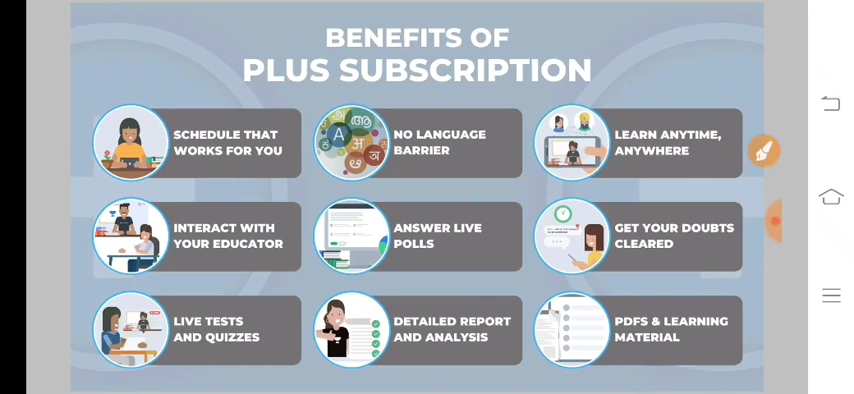 BENEFITS OF
PLUS SUBSCRIPTION
SCHEDULE THAT
WORKS FOR YOU
NO LANGUAGE
BARRIER
LEARN ANYTIME,
ANYWHERE
INTERACT WITH
YOUR EDUCATOR
ANSWER LIVE
POLLS
GET YOUR DOUBTS
CLEARED
LIVE TESTS
AND QUIZZES
DETAILED REPORT
AND ANALYSIS
PDFS & LEARNING
MATERIAL
A
आ
अ